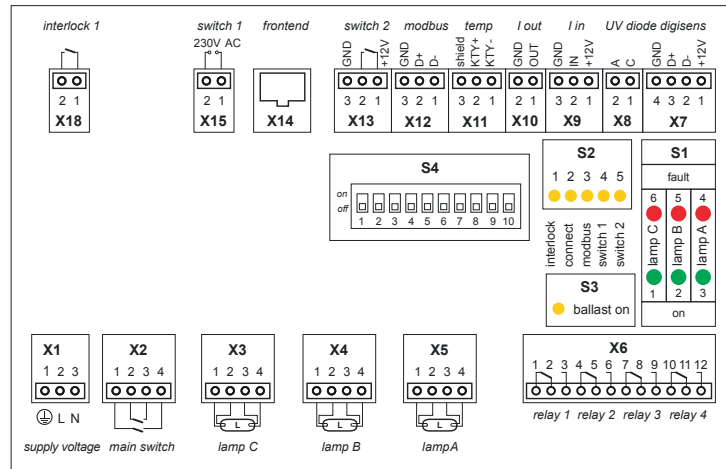 interlock 1 switch 1 frontend switch 2 modbus temp I out I in UV diode digisens
230V AC
GND +12V GND D+ D- shield KTY+ KTY- GND OUT GND IN +12V A C GND D+ D- +12V
2 1 2 1 3 2 1 3 2 1 3 2 1 2 1 3 2 1 2 1 4 3 2 1
X18 X15 X14 X13 X12 X11 X10 X9 X8 X7
S4
on
off
1 2 3 4 5 6 7 8 9 10
S2
1 2 3 4 5
interlock
connect
modbus
switch 1
switch 2
S3
ballast on
S1
fault
6 5 4
lamp C lamp B lamp A
1 2 3
on
X1
1 2 3
L N
supply voltage
X2
1 2 3 4
main switch
X3
1 2 3 4
L
lamp C
X4
1 2 3 4
L
lamp B
X5
1 2 3 4
L
lampA
X6
1 2 3 4 5 6 7 8 9 10 11 12
relay 1 relay 2 relay 3 relay 4